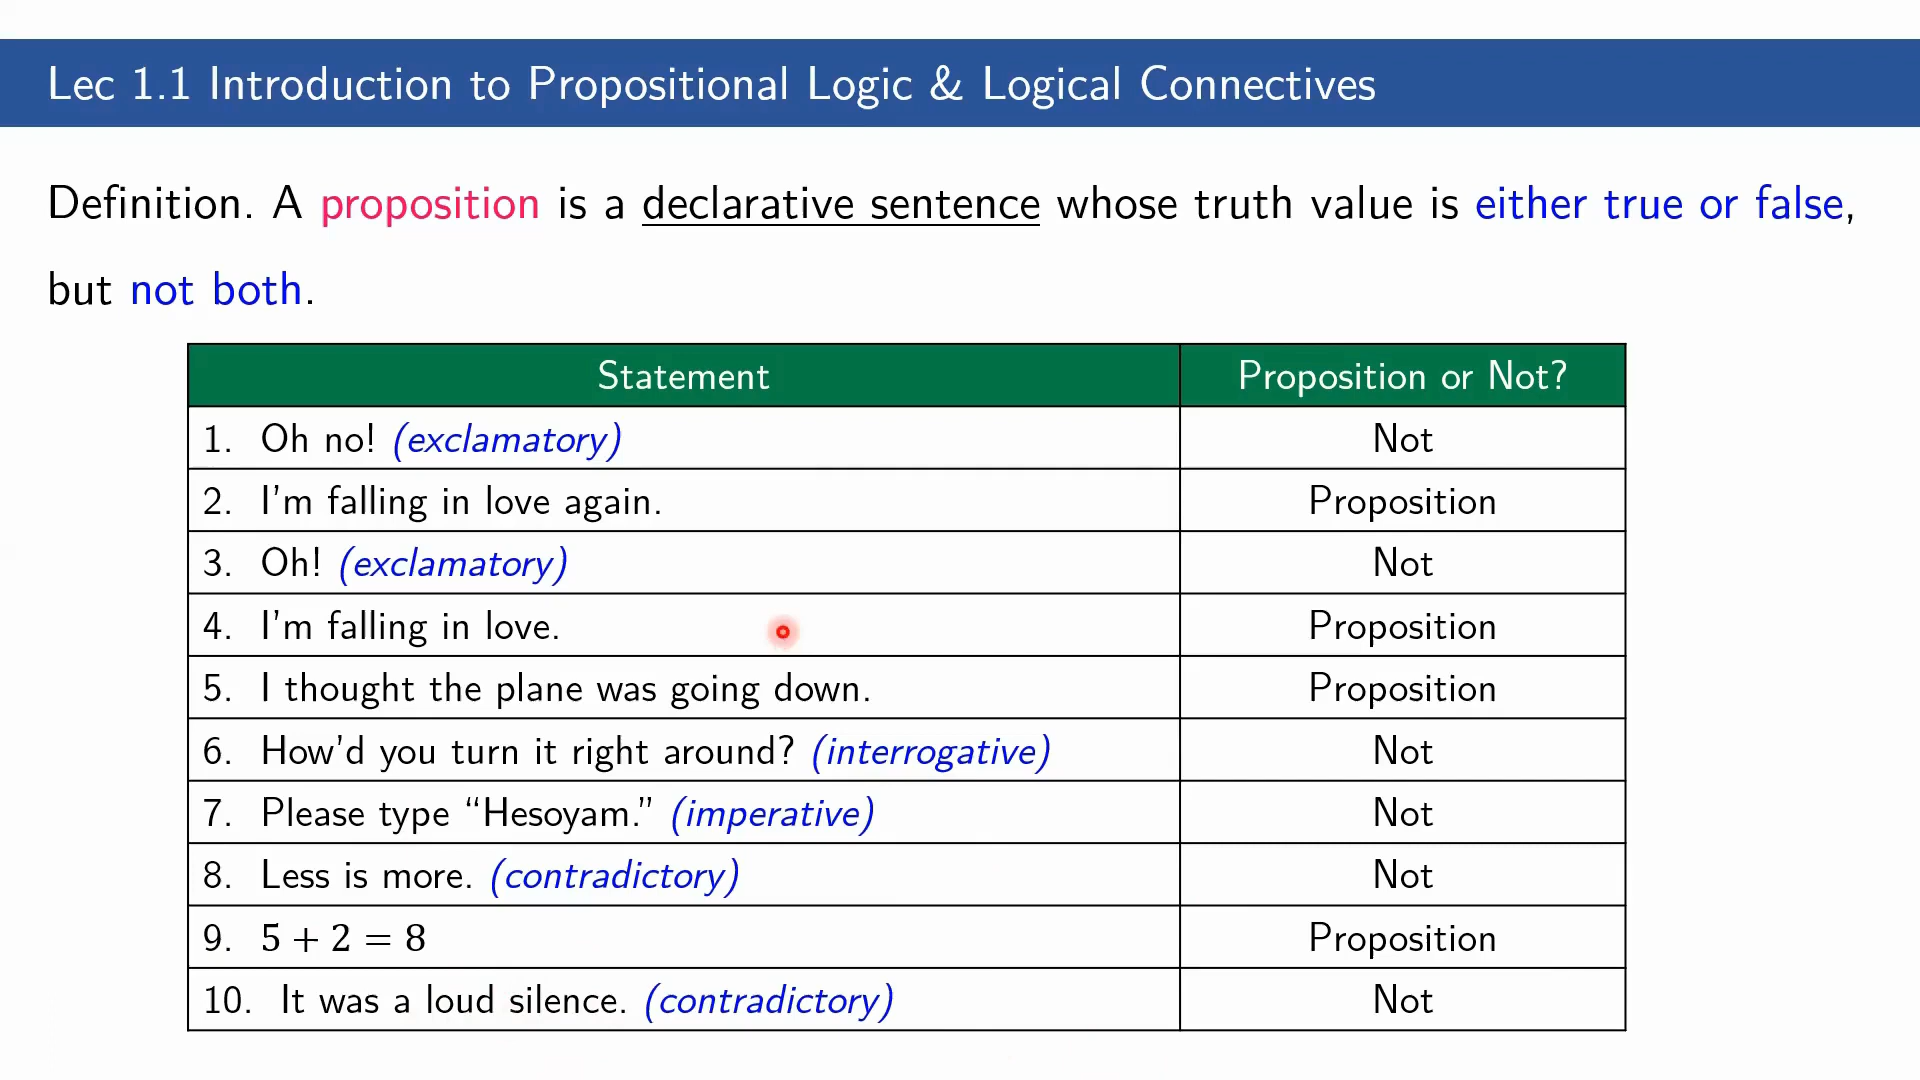 Lec 1.1 Introduction to Propositional Logic & Logical Connectives
Definition. A proposition is a declarative sentence whose truth value is either true or false,
but not both.
Statement Proposition or Not?
1. Oh no! (exclamatory) Not
2. I'm falling in love again. Proposition
3. Oh! (exclamatory) Not
4. I'm falling in love. Proposition
5. I thought the plane was going down. Proposition
6. How'd you turn it right around? (interrogative) Not
7. Please type “Hesoyam.” (imperative) Not
8. Less is more. (contradictory) Not
9. 5 + 2 = 8 Proposition
10. It was a loud silence. (contradictory) Not